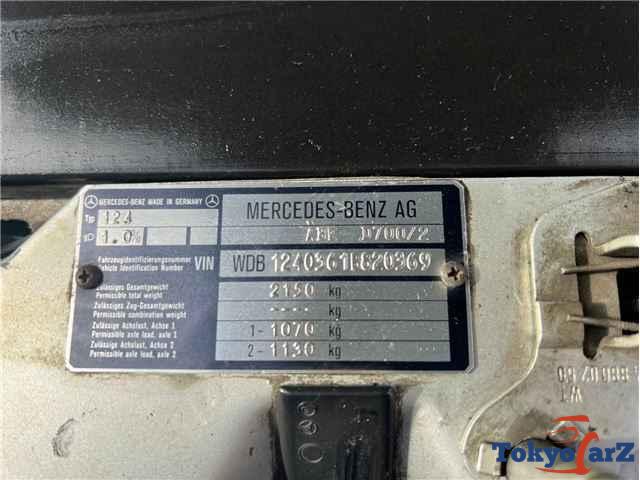 MERCEDES-BENZ MADE IN GERMANY
MERCEDES-BENZ AG
Typ 124
1.0%
ABE D700/2
Fahrzeugidentifizierungsnummer
Vehicle Identification Number
VIN WDB 1240361B820369
Zulässiges Gesamtgewicht
Permissible total weight
2150 kg
Zulässiges Zug-Gesamtgewicht
Permissible combination weight
---- kg
Zulässige Achslast, Achse 1
Permissible axle load, axle 1
1- 1070 kg
Zulässige Achslast, Achse 2
Permissible axle load, axle 2
2- 1130 kg
TokyoCarZ